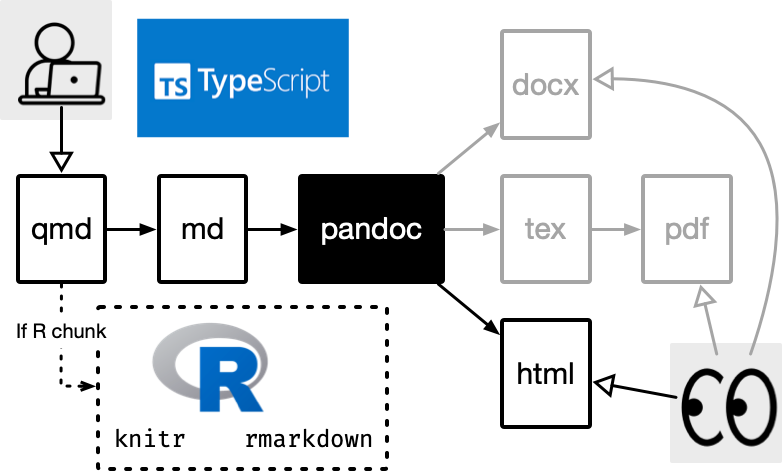 TS TypeScript
docx
qmd
md
pandoc
tex
pdf
If R chunk
R
html
knitr rmarkdown